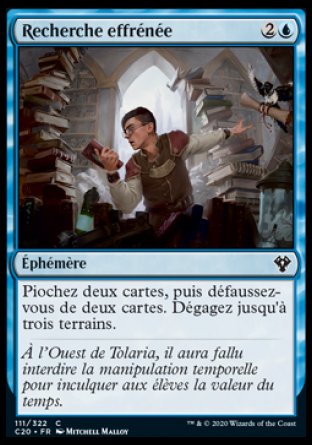 Recherche effrénée 2
Éphémère
Piochez deux cartes, puis défaussez-
vous de deux cartes. Dégagez jusqu'à
trois terrains.
À l'Ouest de Tolaria, il aura fallu
interdire la manipulation temporelle
pour inculquer aux élèves la valeur du
temps.
111/322 C
C20 • FR Mitchell Malloy
™ & © 2020 Wizards of the Coast